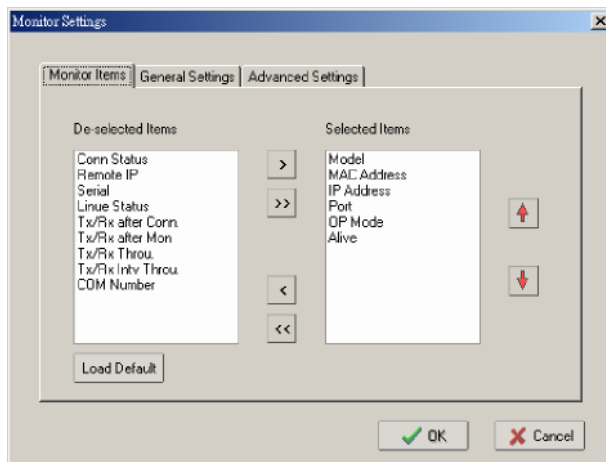 Monitor Settings
Monitor Items General Settings Advanced Settings
De-selected Items
Conn Status
Remote IP
Serial
Linue Status
Tx/Rx after Conn.
Tx/Rx after Mon
Tx/Rx Throu.
Tx/Rx Intv Throu.
COM Number
>
>>
<
<<
Selected Items
Model
MAC Address
IP Address
Port
OP Mode
Alive
Load Default
OK Cancel